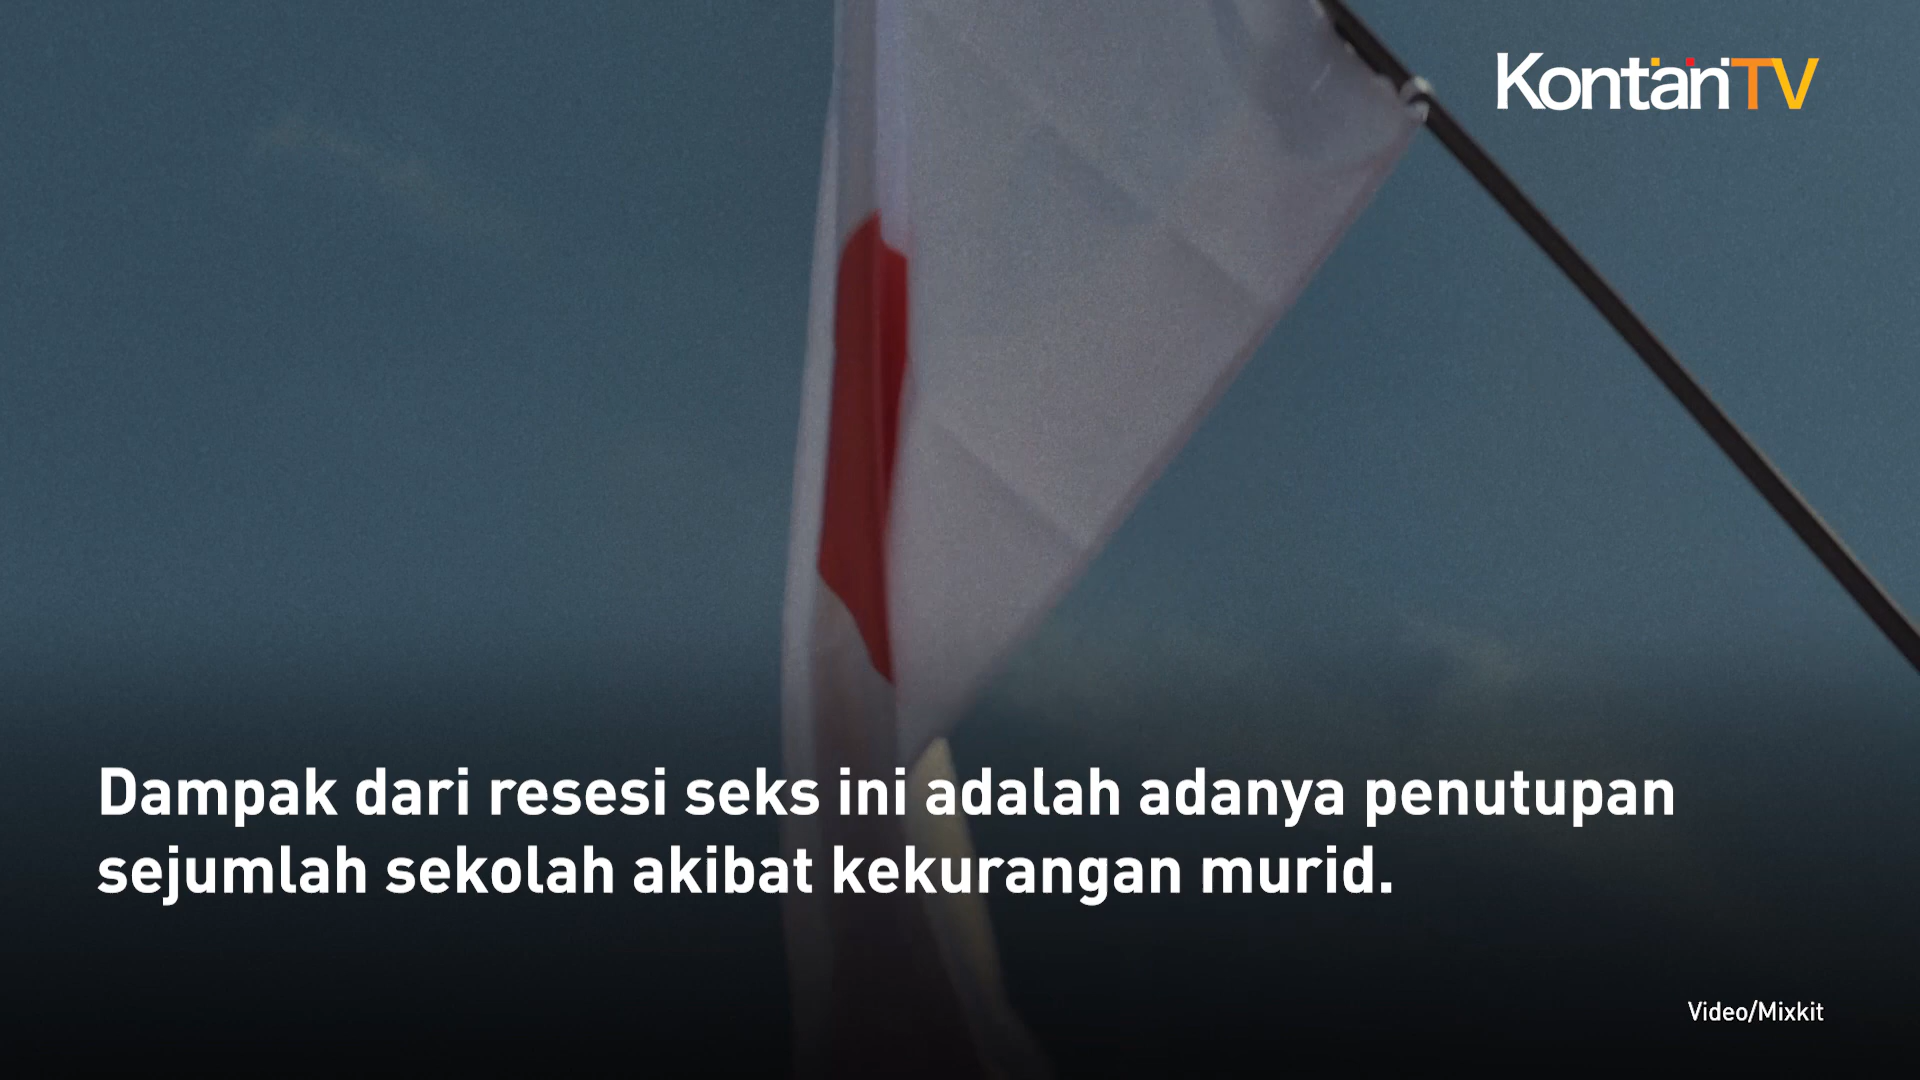 KontanTV
Dampak dari resesi seks ini adalah adanya penutupan
sejumlah sekolah akibat kekurangan murid.
Video/Mixkit